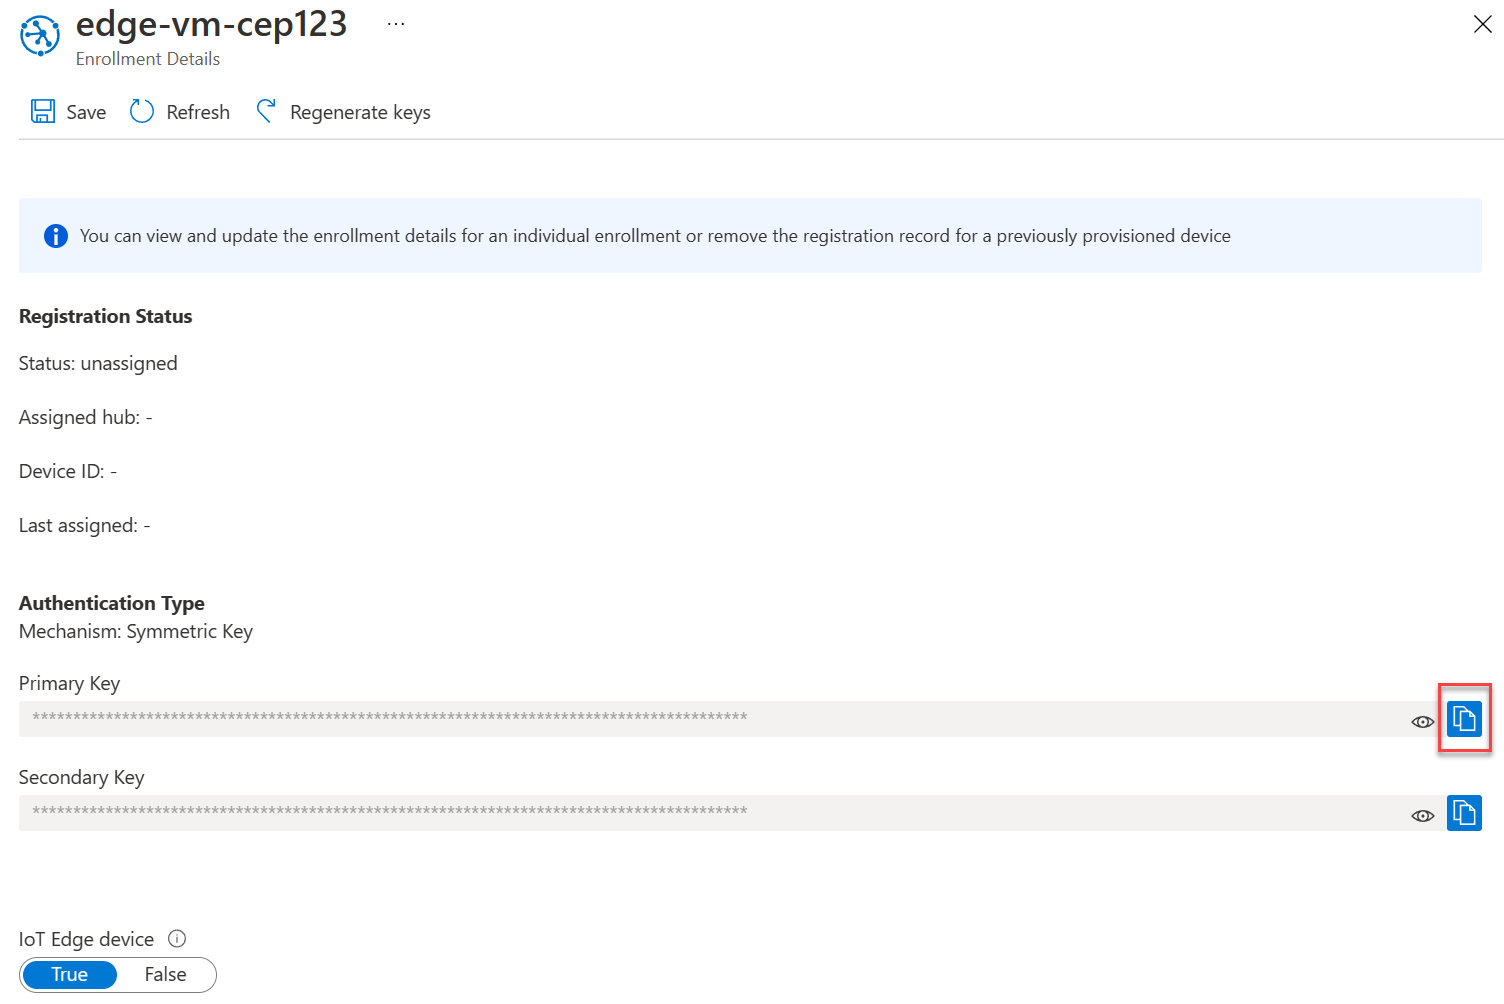 edge-vm-cep123 ...
Enrollment Details
Save Refresh Regenerate keys
You can view and update the enrollment details for an individual enrollment or remove the registration record for a previously provisioned device
Registration Status
Status: unassigned
Assigned hub: -
Device ID: -
Last assigned: -
Authentication Type
Mechanism: Symmetric Key
Primary Key
****************************************************************************************
Secondary Key
****************************************************************************************
IoT Edge device
True False